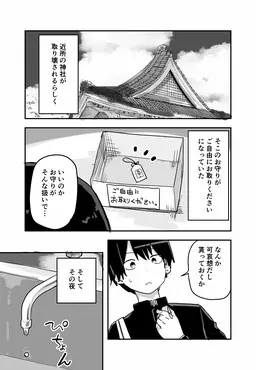 近所の神社が
取り壊されるらしく
そこのお守りが
ご自由にお取りください
になっていた
ご自由に
お取りください。
いいのか
お守りが
そんな扱いで…
なんか
可哀想だし
貰っておくか
そして
その夜
ぴちょん